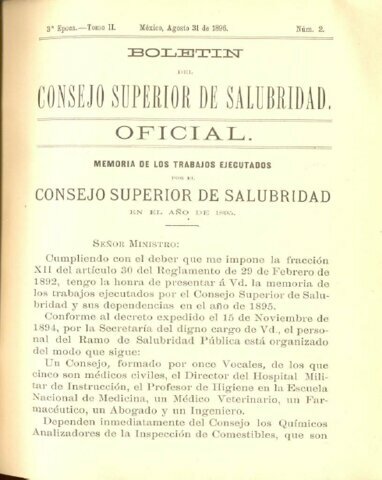 3ª Epoca.—Tomo II. México, Agosto 31 de 1896. Núm. 2.
BOLETIN
DEL
CONSEJO SUPERIOR DE SALUBRIDAD.
OFICIAL.
MEMORIA DE LOS TRABAJOS EJECUTADOS
POR EL
CONSEJO SUPERIOR DE SALUBRIDAD
EN EL AÑO DE 1895.
SEÑOR MINISTRO:
Cumpliendo con el deber que me impone la fracción
XII del artículo 30 del Reglamento de 29 de Febrero de
1892, tengo la honra de presentar á Vd. la memoria de
los trabajos ejecutados por el Consejo Superior de Salu-
bridad y sus dependencias en el año de 1895.
Conforme al decreto expedido el 15 de Noviembre de
1894, por la Secretaría del digno cargo de Vd., el perso-
nal del Ramo de Salubridad Pública está organizado
del modo que sigue:
Un Consejo, formado por once Vocales, de los que
cinco son médicos civiles, el Director del Hospital Mili-
tar de Instrucción, el Profesor de Higiene en la Escuela
Nacional de Medicina, un Médico Veterinario, un Far-
macéutico, un Abogado y un Ingeniero.
Dependen inmediatamente del Consejo los Químicos
Analizadores de la Inspección de Comestibles, que son